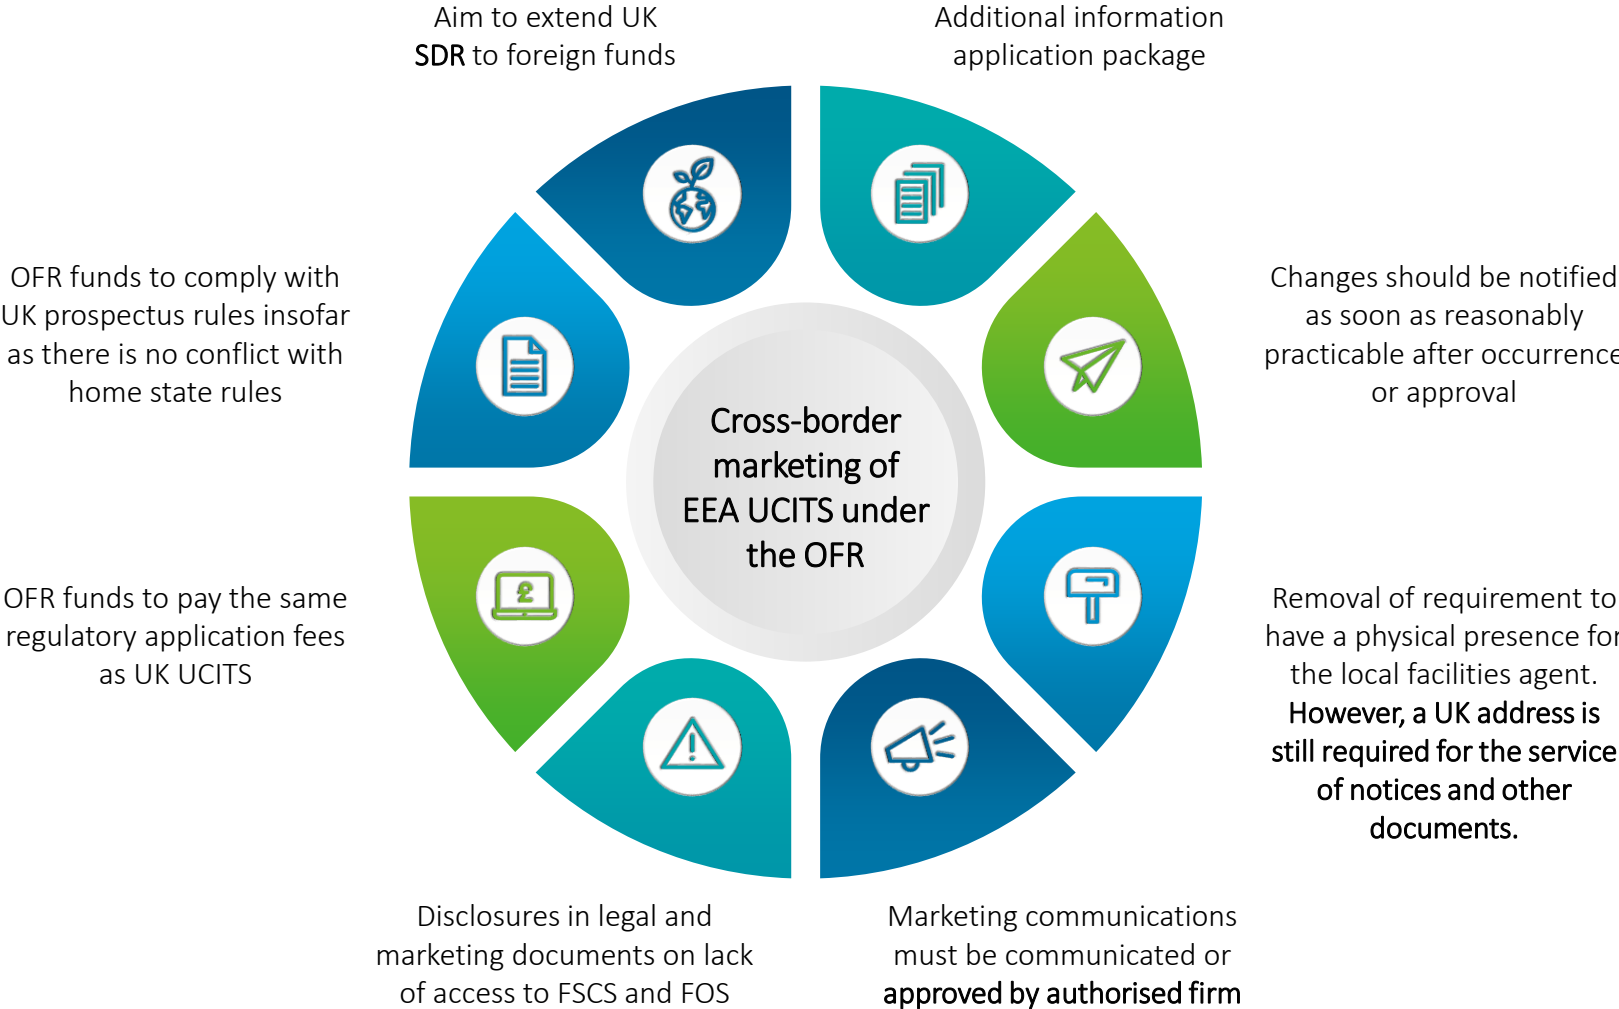 Aim to extend UK
SDR to foreign funds
Additional information
application package
OFR funds to comply with
UK prospectus rules insofar
as there is no conflict with
home state rules
Changes should be notified
as soon as reasonably
practicable after occurrence
or approval
Cross-border
marketing of
EEA UCITS under
the OFR
£
OFR funds to pay the same
regulatory application fees
as UK UCITS
Removal of requirement to
have a physical presence for
the local facilities agent.
However, a UK address is
still required for the service
of notices and other
documents.
Disclosures in legal and
marketing documents on lack
of access to FSCS and FOS
Marketing communications
must be communicated or
approved by authorised firm